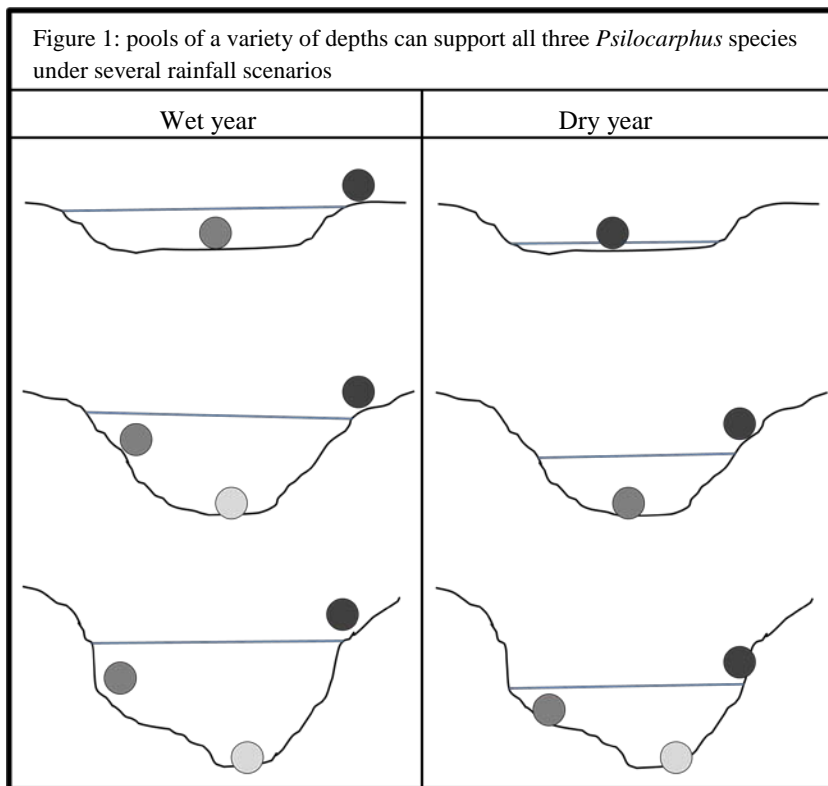 Figure 1: pools of a variety of depths can support all three Psilocarphus species
under several rainfall scenarios
Wet year
Dry year